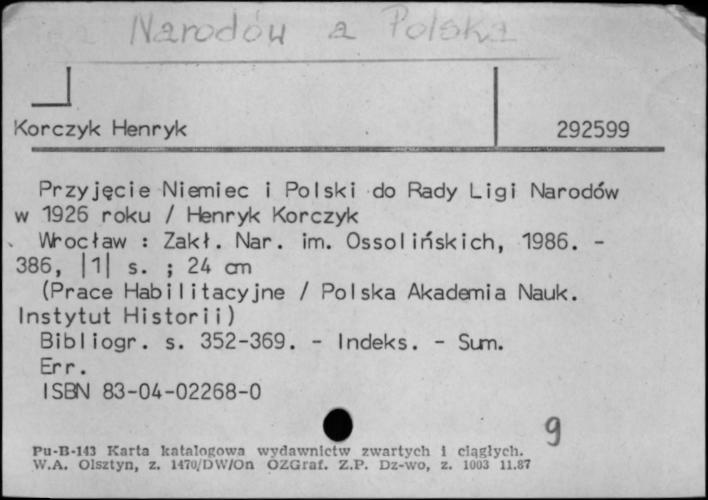 Narodów a Polska
Korczyk Henryk 292599
Przyjęcie Niemiec i Polski do Rady Ligi Narodów
w 1926 roku / Henryk Korczyk
Wrocław : Zakł. Nar. im. Ossolińskich, 1986. -
386, |1| s. ; 24 cm
(Prace Habilitacyjne / Polska Akademia Nauk.
Instytut Historii)
Bibliogr. s. 352-369. - Indeks. - Sum.
Err.
ISBN 83-04-02268-0
9
Pu-B-143 Karta katalogowa wydawnictw zwartych i ciągłych.
W.A. Olsztyn, z. 1470/DW/On OZGraf. Z.P. Dz-wo, z. 1003 11.87